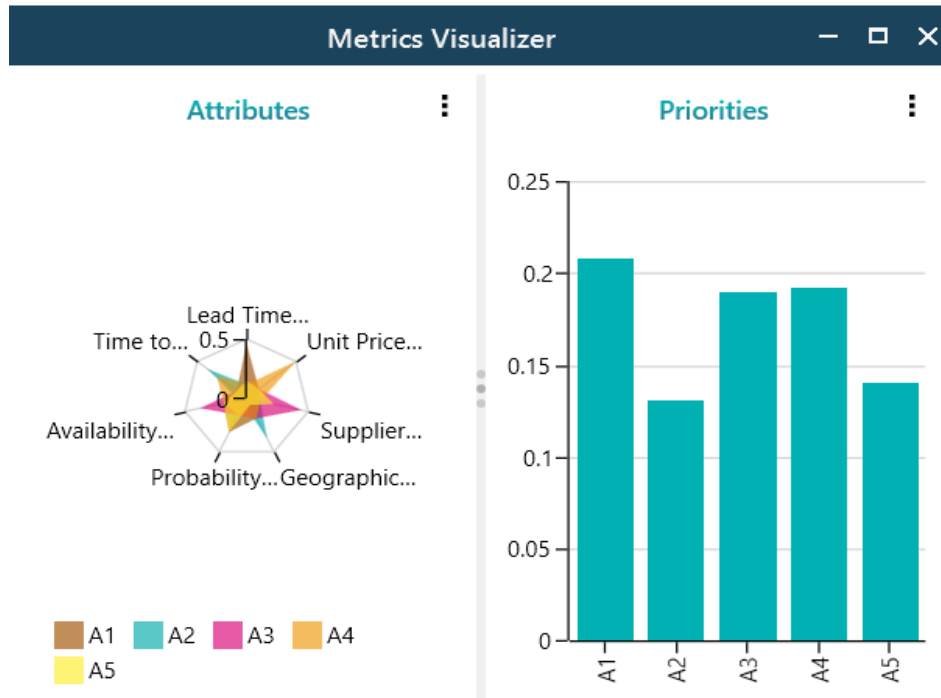 Metrics Visualizer
Attributes
Lead Time...
Time to...
0.5
Unit Price...
0
Availability...
Supplier...
Probability...
Geographic...
A1
A2
A3
A4
A5
Priorities
0.25
0.2
0.15
0.1
0.05
0
A1
A2
A3
A4
A5